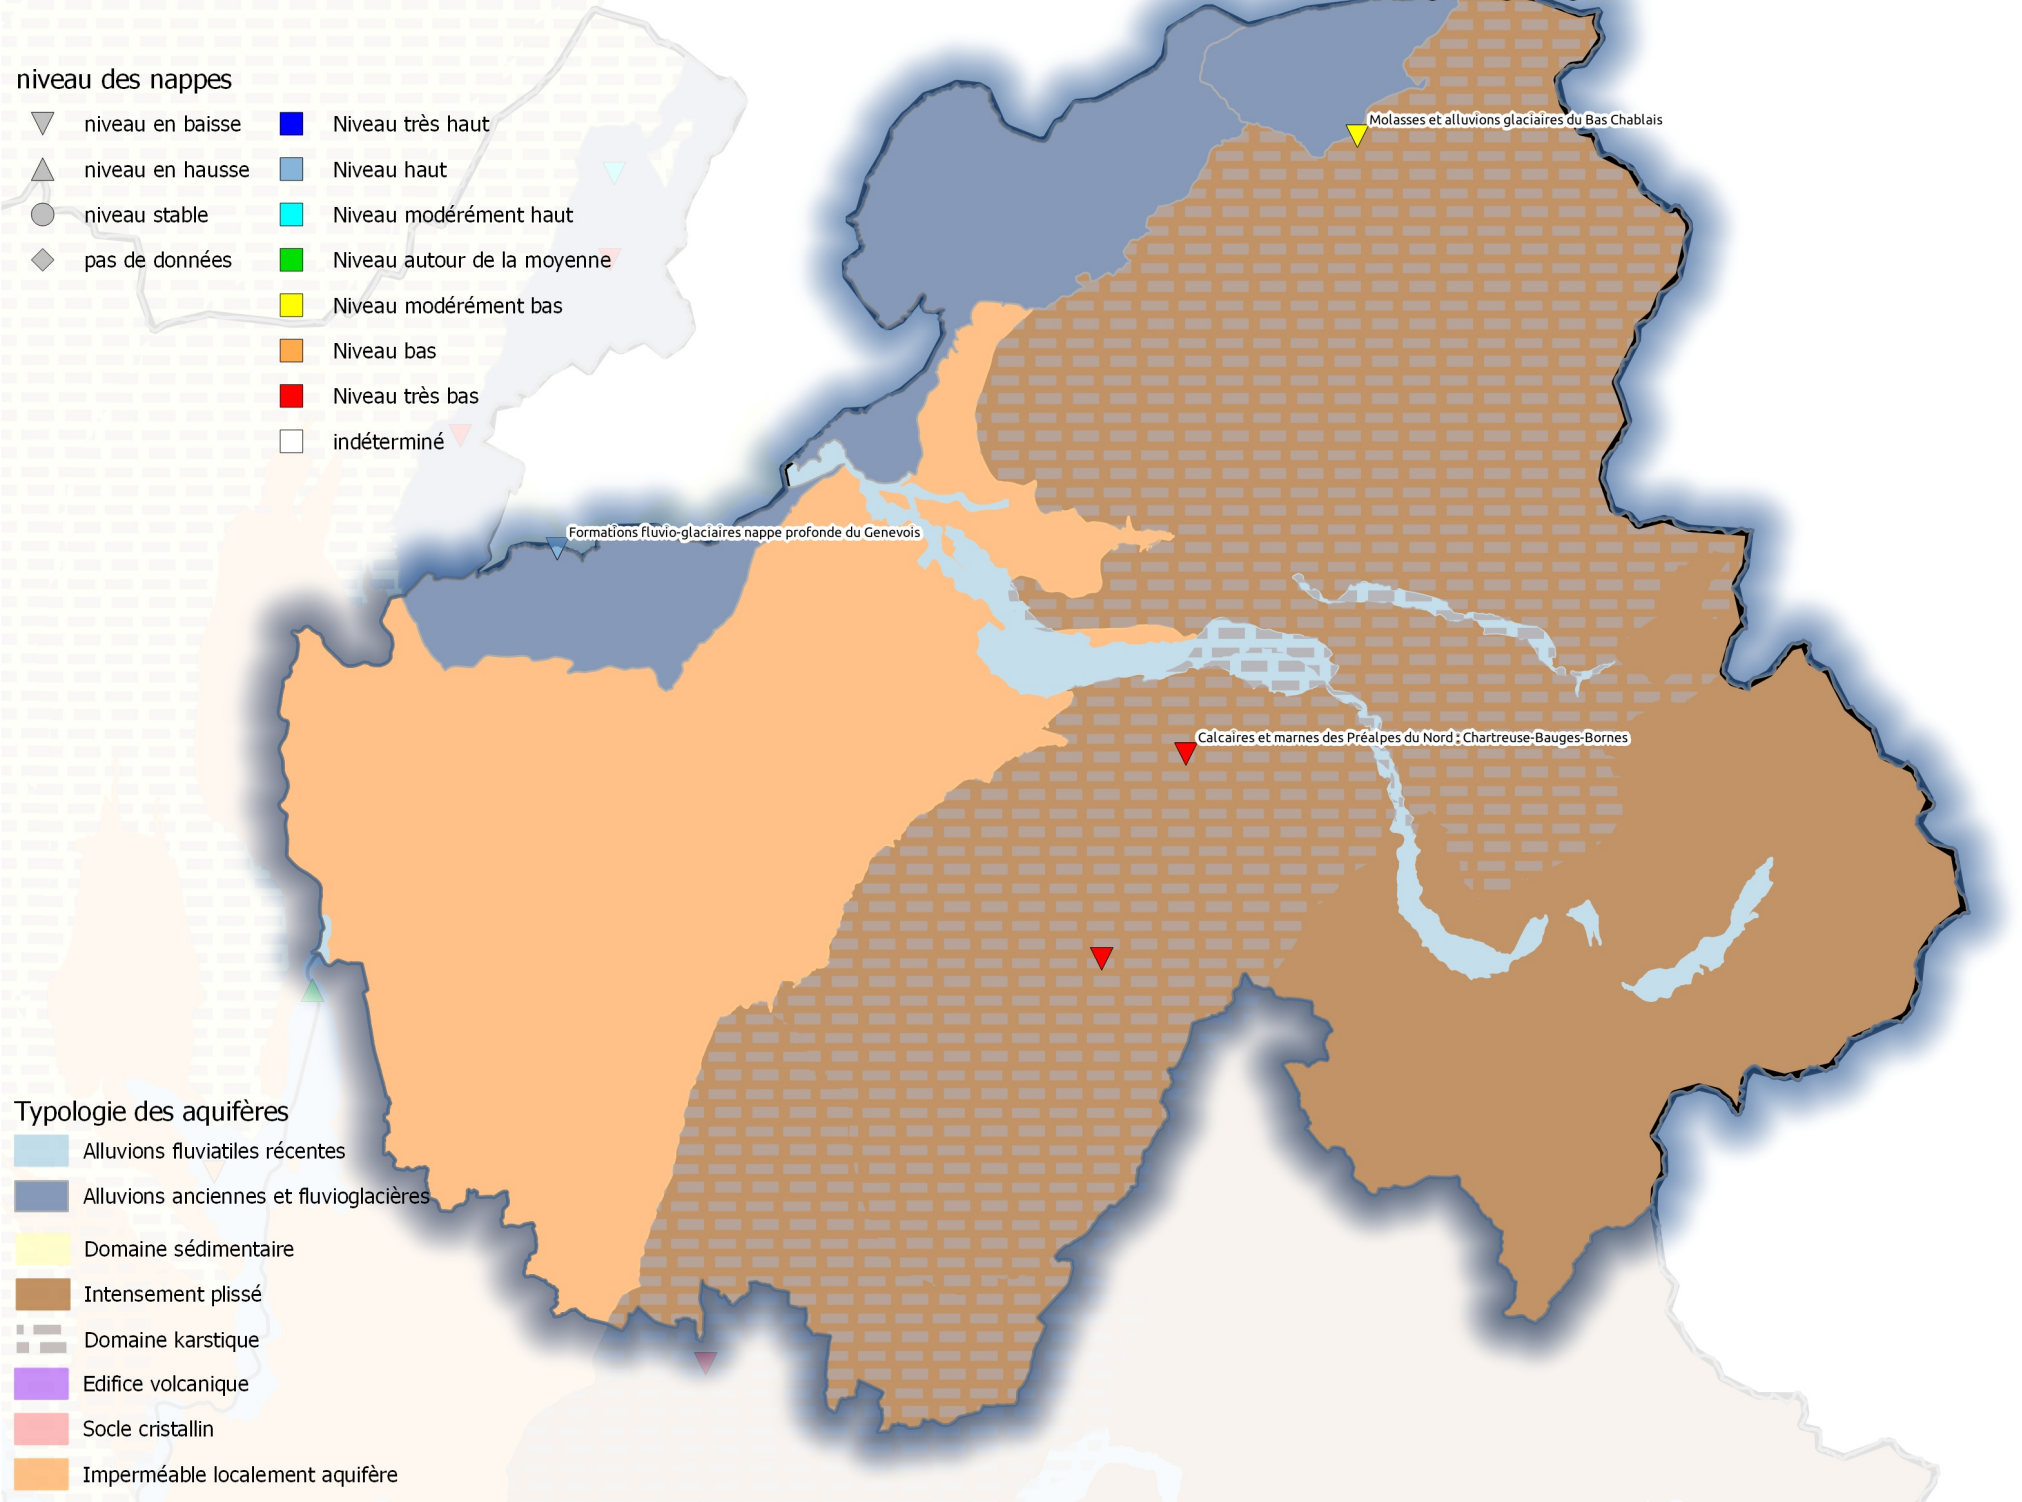 niveau des nappes
niveau en baisse
niveau en hausse
niveau stable
pas de données
Niveau très haut
Niveau haut
Niveau modérément haut
Niveau autour de la moyenne
Niveau modérément bas
Niveau bas
Niveau très bas
indéterminé
Molasses et alluvions glaciaires du Bas Chablais
Formations fluvio-glaciaires nappe profonde du Genevois
Calcaires et marnes des Préalpes du Nord : Chartreuse-Bauges-Bornes
Typologie des aquifères
Alluvions fluviatiles récentes
Alluvions anciennes et fluvioglacières
Domaine sédimentaire
Intensement plissé
Domaine karstique
Edifice volcanique
Socle cristallin
Imperméable localement aquifère